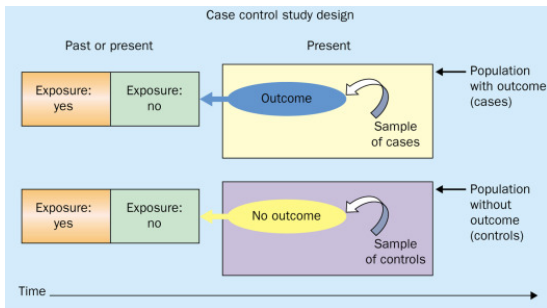 Case control study design
Past or present
Present
Exposure:
yes
Exposure:
no
Outcome
Sample
of cases
Population
with outcome
(cases)
Exposure:
yes
Exposure:
no
No outcome
Sample
of controls
Population
without
outcome
(controls)
Time